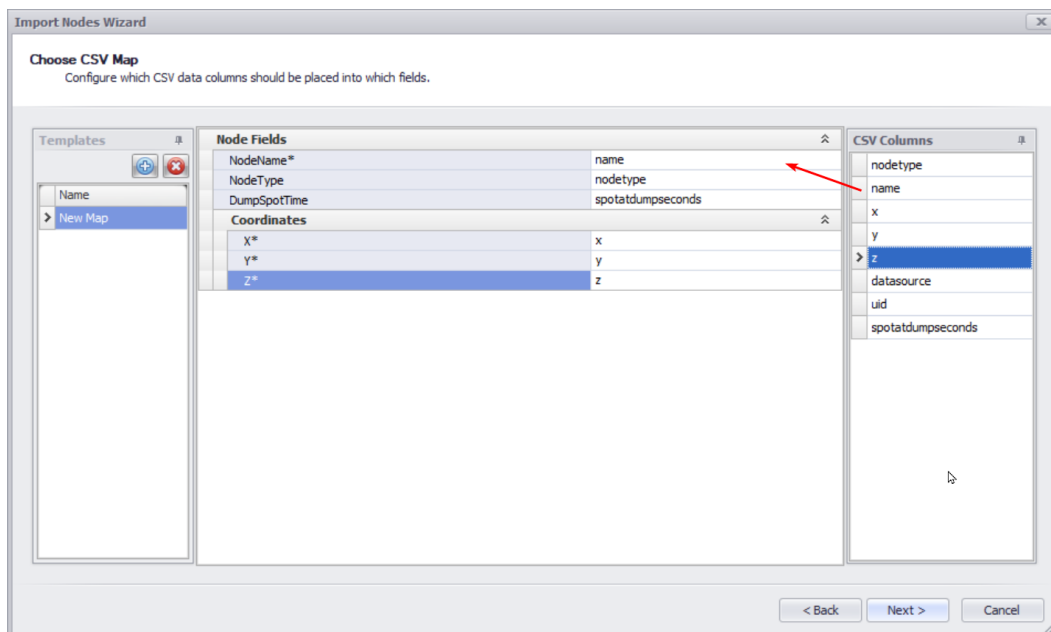 Import Nodes Wizard
Choose CSV Map
Configure which CSV data columns should be placed into which fields.
Templates
Name
New Map
Node Fields
NodeName* name
NodeType nodetype
DumpSpotTime spotatdumpseconds
Coordinates
X* x
Y* y
Z* z
CSV Columns
nodetype
name
x
y
z
datasource
uid
spotatdumpseconds
< Back Next > Cancel